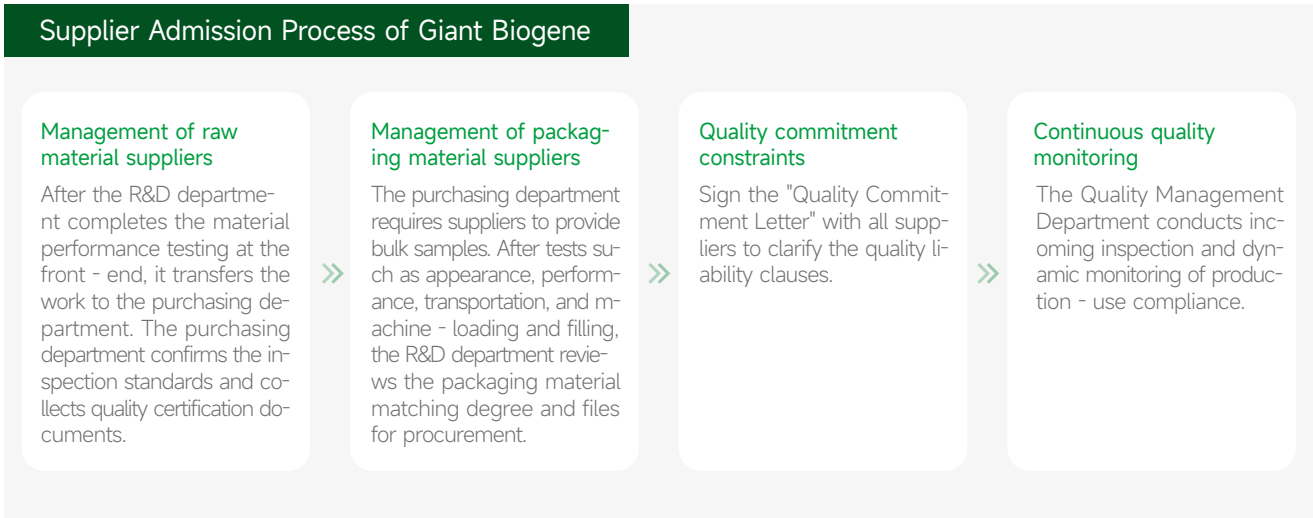 Supplier Admission Process of Giant Biogene
Management of raw
material suppliers
After the R&D departme-
nt completes the material
performance testing at the
front - end, it transfers the
work to the purchasing de-
partment. The purchasing
department confirms the in-
spection standards and co-
llects quality certification do-
cuments.
Management of packag-
ing material suppliers
The purchasing department
requires suppliers to provide
bulk samples. After tests su-
ch as appearance, perform-
ance, transportation, and m-
achine - loading and filling,
the R&D department revie-
ws the packaging material
matching degree and files
for procurement.
Quality commitment
constraints
Sign the "Quality Commit-
ment Letter" with all supp-
liers to clarify the quality li-
ability clauses.
Continuous quality
monitoring
The Quality Management
Department conducts inc-
oming inspection and dyn-
amic monitoring of produc-
tion - use compliance.